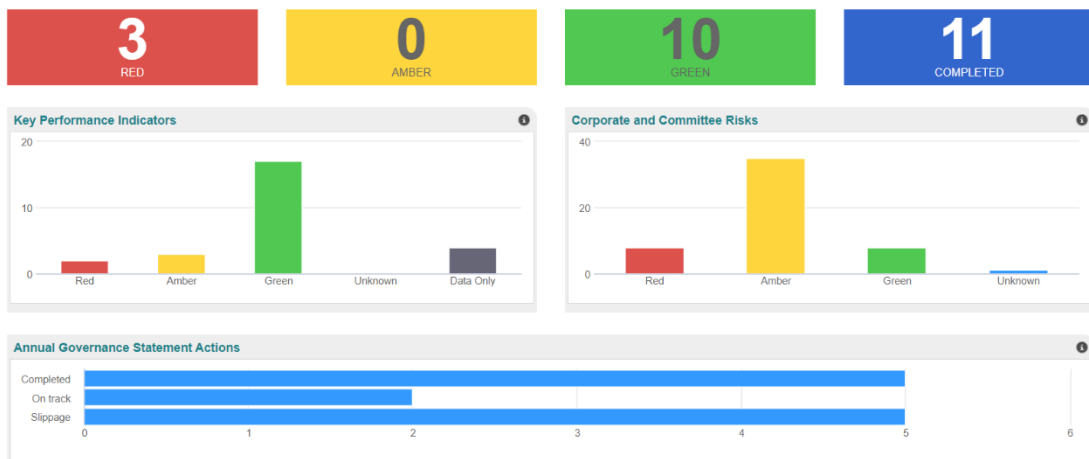 3
RED
0
AMBER
10
GREEN
11
COMPLETED
Key Performance Indicators
20
10
0
Red Amber Green Unknown Data Only
Corporate and Committee Risks
40
20
0
Red Amber Green Unknown
Annual Governance Statement Actions
Completed
On track
Slippage
0 1 2 3 4 5 6